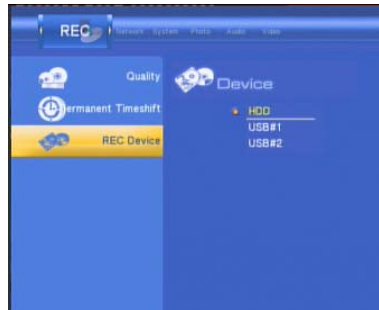 REC Network System Photo Audio Video
Quality
Device
ermanent Timeshift
HDD
REC Device
USB#1
USB#2